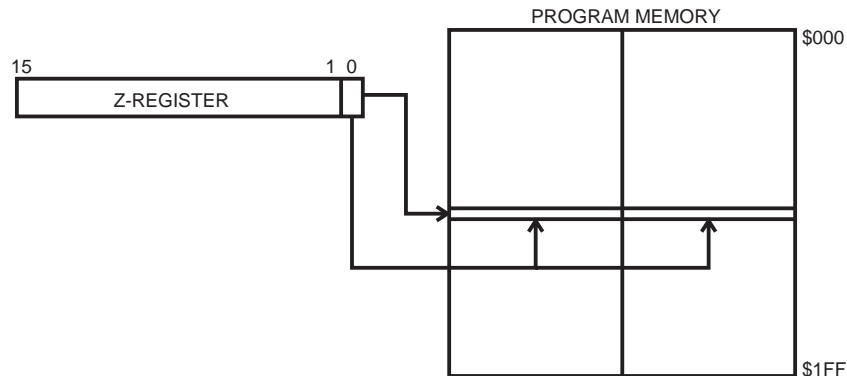 PROGRAM MEMORY
$000
15 1 0
Z-REGISTER
$1FF